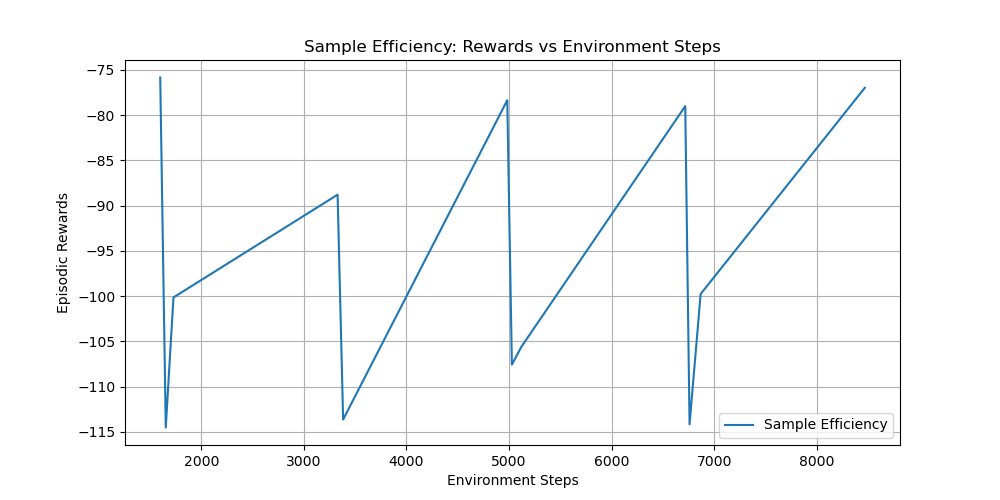 Sample Efficiency: Rewards vs Environment Steps
Episodic Rewards
−75
−80
−85
−90
−95
−100
−105
−110
−115
2000 3000 4000 5000 6000 7000 8000
Environment Steps
Sample Efficiency